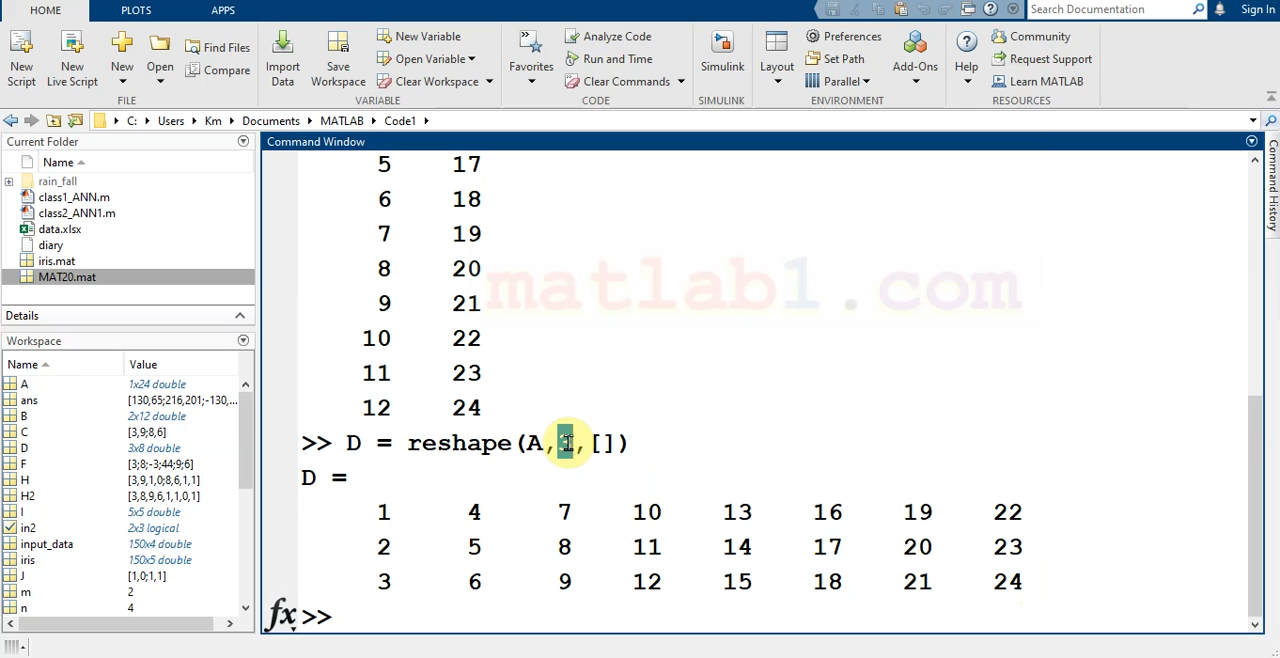 HOME PLOTS APPS Search Documentation Sign In
New Script
New Live Script
New
Open
Find Files
Compare
FILE
Import Data
Save Workspace
New Variable
Open Variable
Clear Workspace
VARIABLE
Favorites
Analyze Code
Run and Time
Clear Commands
CODE
Simulink
SIMULINK
Layout
Preferences
Set Path
Parallel
ENVIRONMENT
Add-Ons
Help
Community
Request Support
Learn MATLAB
RESOURCES
C: Users Km Documents MATLAB Code1
Current Folder
Name
rain_fall
class1_ANN.m
class2_ANN1.m
data.xlsx
diary
iris.mat
MAT20.mat
Details
Workspace
Name Value
A 1x24 double
ans [130,65;216,201;-130,...
B 2x12 double
C [3,9;8,6]
D 3x8 double
F [3;8;-3;44;9;6]
H [3,9,1,0;8,6,1,1]
H2 [3,8,9,6,1,1,0,1]
I 5x5 double
in2 2x3 logical
input_data 150x4 double
iris 150x5 double
J [1,0;1,1]
m 2
n 4
Command Window
5 17
6 18
7 19
8 20
9 21
10 22
11 23
12 24
>> D = reshape(A, ,[])
D =
1 4 7 10 13 16 19 22
2 5 8 11 14 17 20 23
3 6 9 12 15 18 21 24
fx >>
matlab1.com
Command History